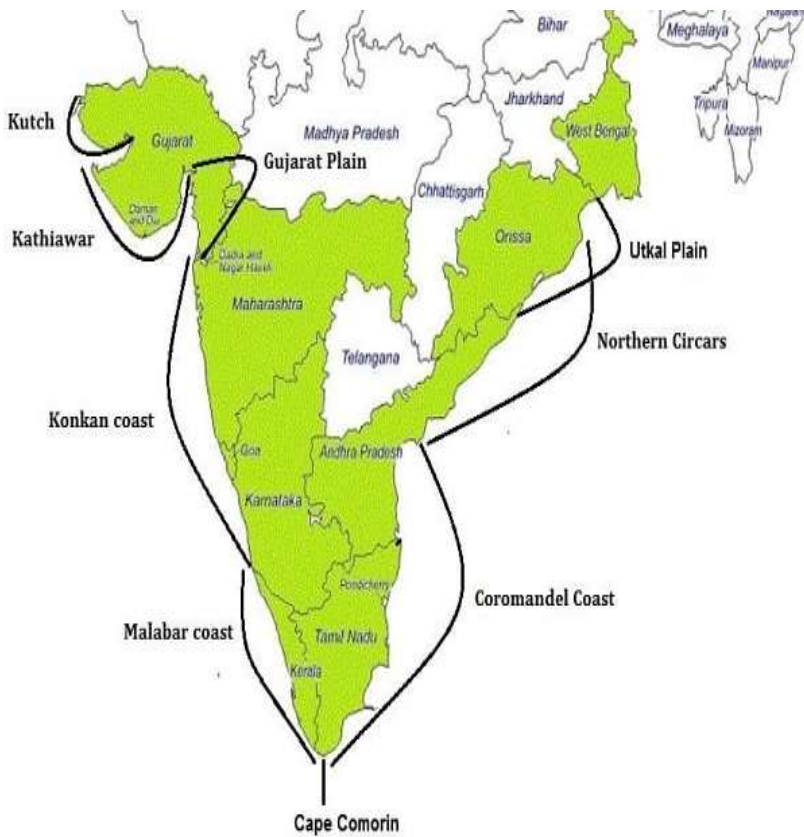 Bihar
Meghalaya
Nagaland
Manipur
Kutch
Jharkhand
Tripura
Mizoram
Madhya Pradesh
West Bengal
Gujarat
Gujarat Plain
Chhattisgarh
Daman
and Diu
Kathiawar
Orissa
Utkal Plain
Dadra and
Nagar Haveli
Maharashtra
Northern Circars
Telangana
Konkan coast
Goa
Andhra Pradesh
Karnataka
Pondicherry
Coromandel Coast
Malabar coast
Tamil Nadu
Kerala
Cape Comorin